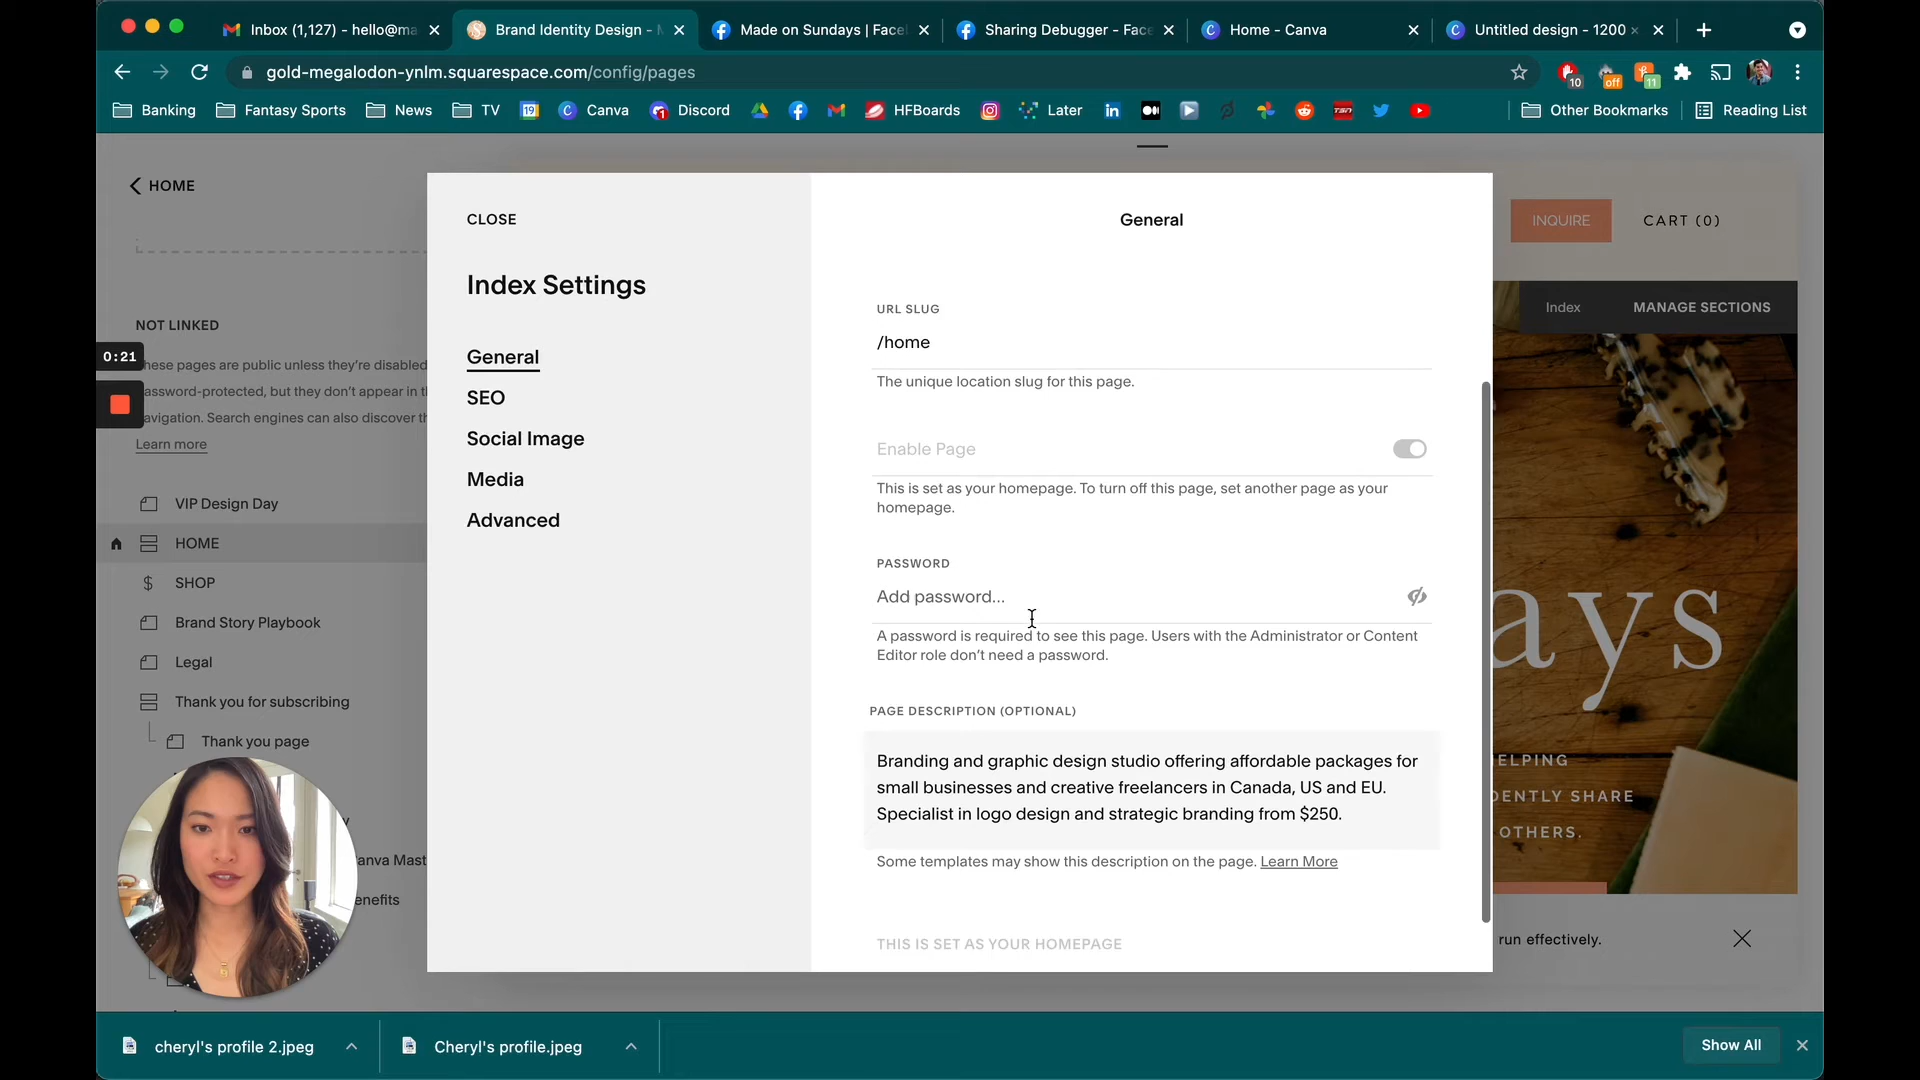 Inbox (1,127) - hello@ma
Brand Identity Design -
Made on Sundays | Face
Sharing Debugger - Face
Home - Canva
Untitled design - 1200 ×
gold-megalodon-ynlm.squarespace.com/config/pages
10
off
11
Banking
Fantasy Sports
News
TV
19
Canva
1
Discord
HFBoards
Later
TSN
Other Bookmarks
Reading List
HOME
NOT LINKED
hese pages are public unless they're disabled
assword-protected, but they don't appear in t
avigation. Search engines can also discover th
Learn more
0:21
VIP Design Day
HOME
SHOP
Brand Story Playbook
Legal
Thank you for subscribing
Thank you page
anva Mast
enefits
CLOSE
Index Settings
General
SEO
Social Image
Media
Advanced
General
URL SLUG
/home
The unique location slug for this page.
Enable Page
This is set as your homepage. To turn off this page, set another page as your
homepage.
PASSWORD
Add password...
A password is required to see this page. Users with the Administrator or Content
Editor role don't need a password.
PAGE DESCRIPTION (OPTIONAL)
Branding and graphic design studio offering affordable packages for
small businesses and creative freelancers in Canada, US and EU.
Specialist in logo design and strategic branding from $250.
Some templates may show this description on the page. Learn More
THIS IS SET AS YOUR HOMEPAGE
INQUIRE
CART (0)
Index
MANAGE SECTIONS
ays
ELPING
DENTLY SHARE
OTHERS.
run effectively.
cheryl's profile 2.jpeg
Cheryl's profile.jpeg
Show All